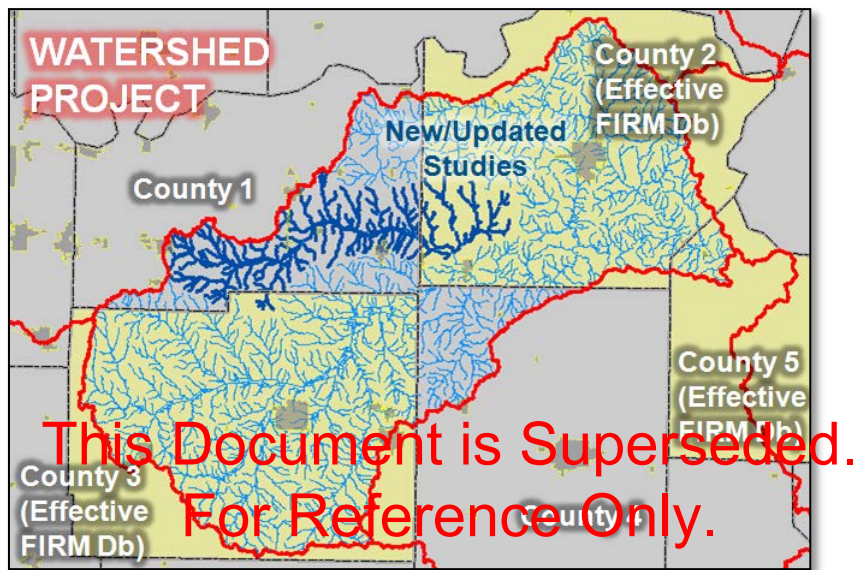 WATERSHED
PROJECT
County 2
(Effective
FIRM Db)
New/Updated
Studies
County 1
County 5
(Effective
FIRM Db)
This Document is Superseded.
For Reference Only.
County 3
(Effective
FIRM Db)
County 4